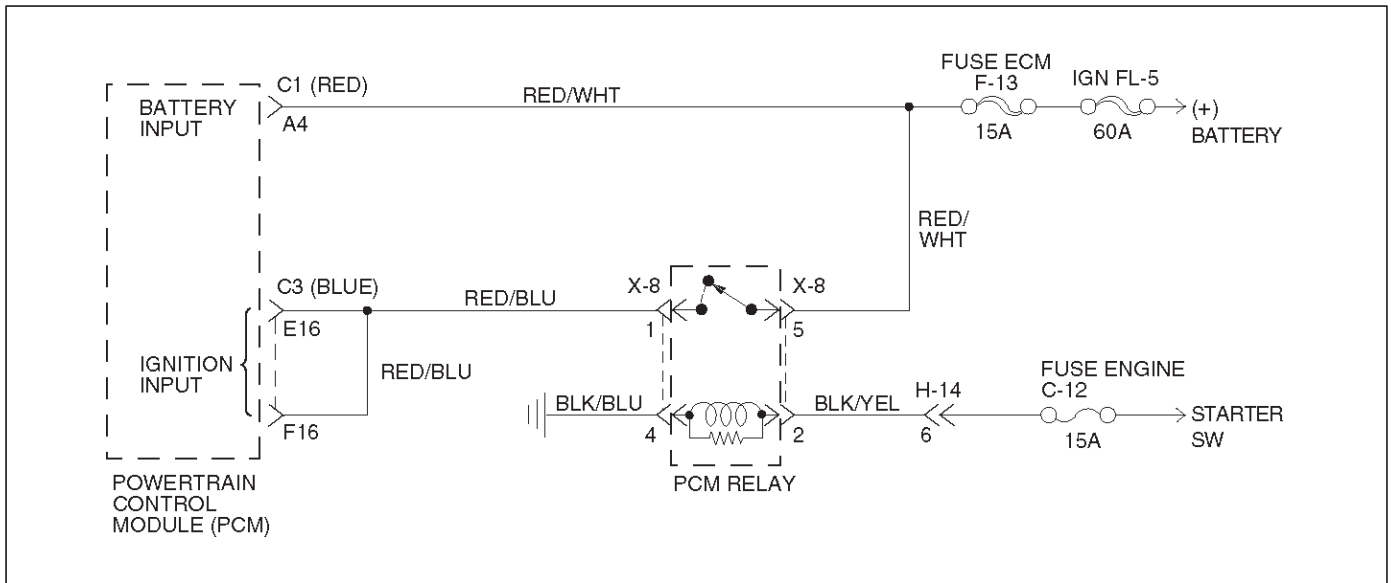 FUSE ECM
F-13
IGN FL-5
C1 (RED)
BATTERY
INPUT
A4
RED/WHT
15A
60A
(+)
BATTERY
RED/
WHT
C3 (BLUE)
RED/BLU
X-8
X-8
E16
1
5
IGNITION
INPUT
RED/BLU
FUSE ENGINE
H-14
C-12
BLK/BLU
BLK/YEL
F16
4
2
6
15A
STARTER
SW
POWERTRAIN
CONTROL
MODULE (PCM)
PCM RELAY